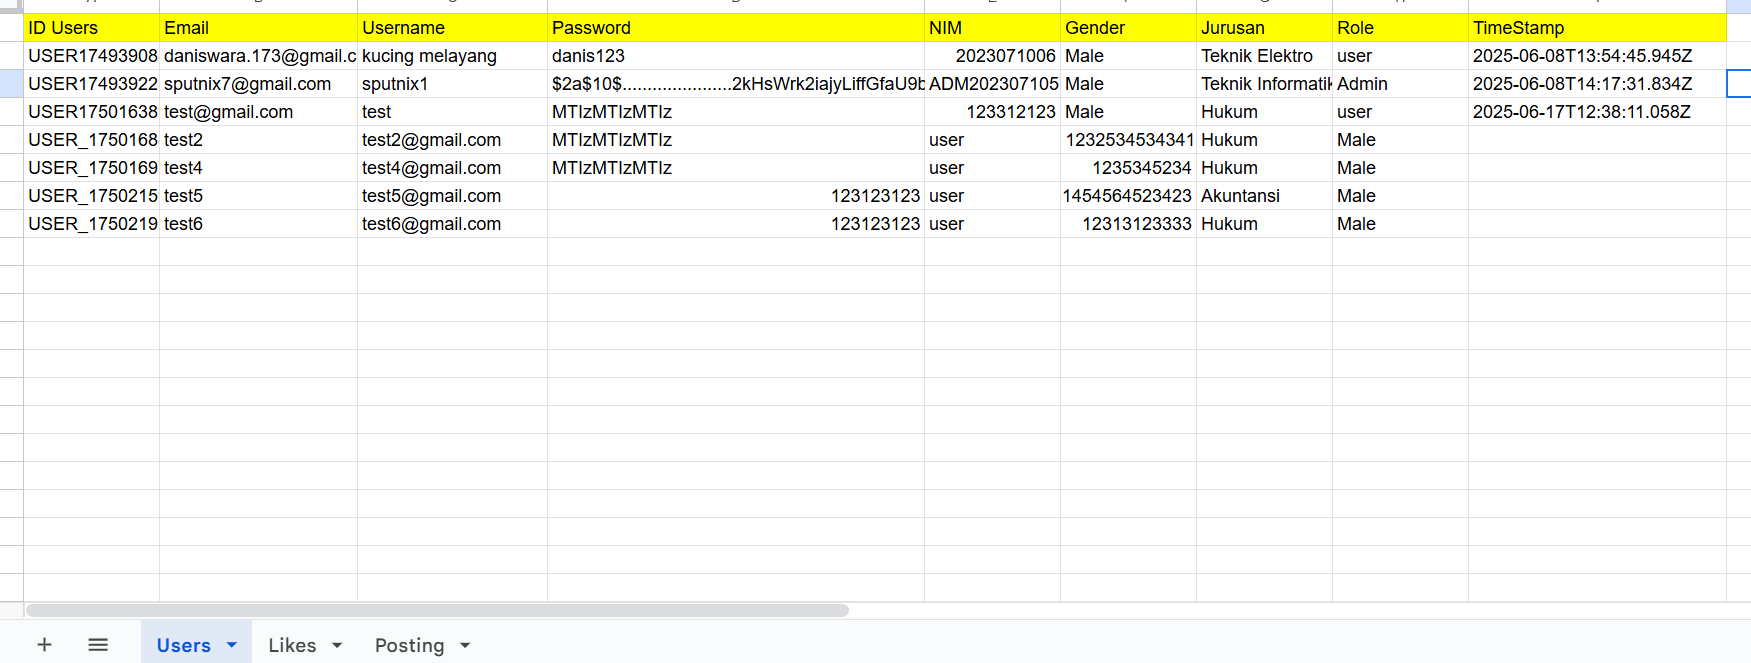 ID Users Email Username Password NIM Gender Jurusan Role TimeStamp
USER17493908 daniswara.173@gmail.c kucing melayang danis123 2023071006 Male Teknik Elektro user 2025-06-08T13:54:45.945Z
USER17493922 sputnix7@gmail.com sputnix1 $2a$10$......................2kHsWrk2iajyLiffGfaU9b ADM202307105 Male Teknik Informatik Admin 2025-06-08T14:17:31.834Z
USER17501638 test@gmail.com test MTIzMTIzMTIz 123312123 Male Hukum user 2025-06-17T12:38:11.058Z
USER_1750168 test2 test2@gmail.com MTIzMTIzMTIz user 1232534534341 Hukum Male
USER_1750169 test4 test4@gmail.com MTIzMTIzMTIz user 1235345234 Hukum Male
USER_1750215 test5 test5@gmail.com 123123123 user 1454564523423 Akuntansi Male
USER_1750219 test6 test6@gmail.com 123123123 user 12313123333 Hukum Male
Users Likes Posting